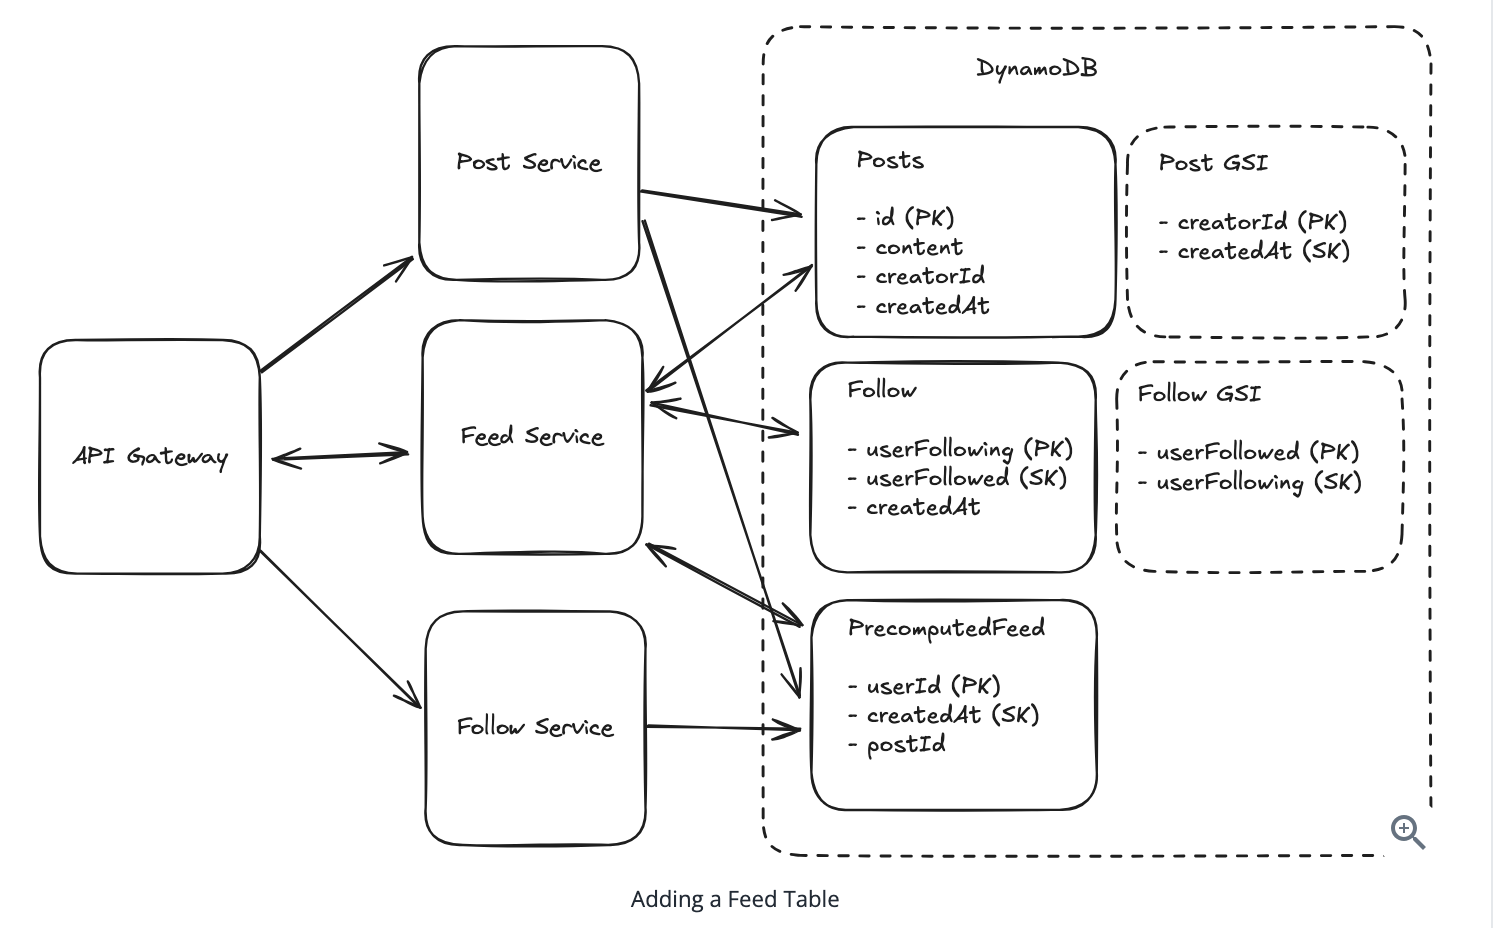 DynamoDB
Post Service
Posts
- id (PK)
- content
- creatorId
- createdAt
Post GSI
- creatorId (PK)
- createdAt (SK)
API Gateway
Feed Service
Follow
- userFollowing (PK)
- userFollowed (SK)
- createdAt
Follow GSI
- userFollowed (PK)
- userFollowing (SK)
Follow Service
PrecomputedFeed
- userId (PK)
- createdAt (SK)
- postId
Adding a Feed Table